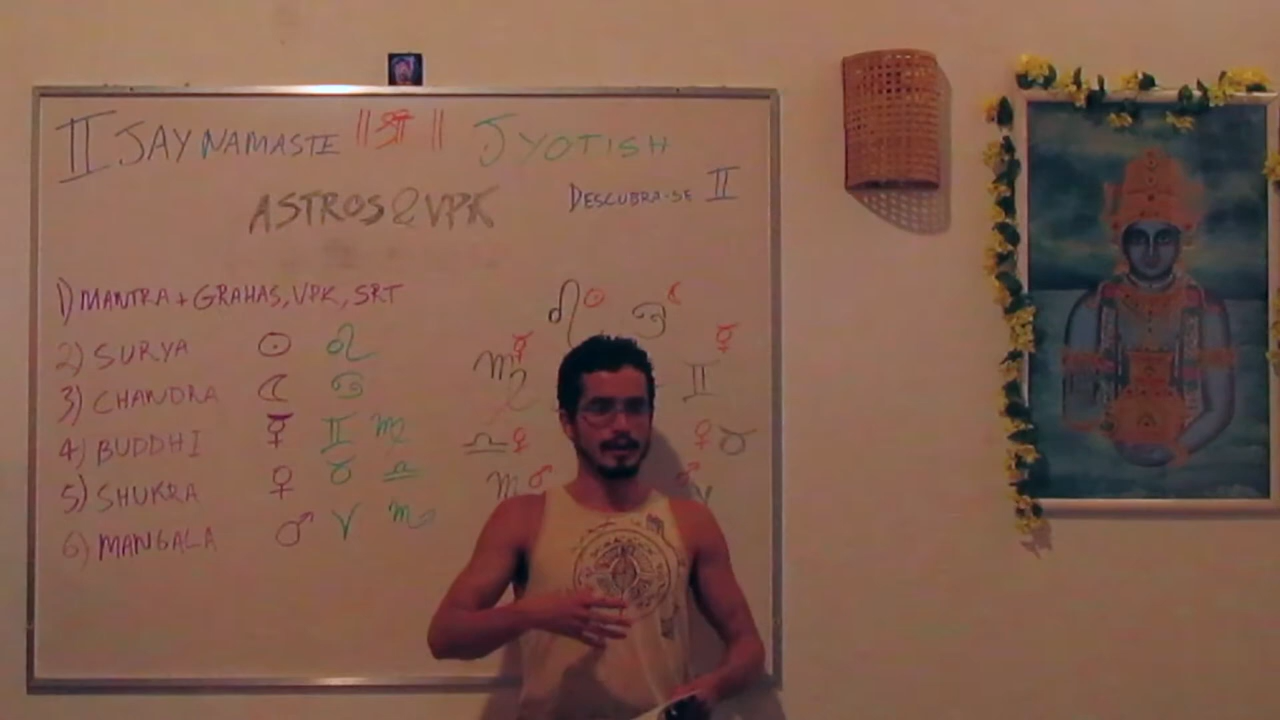 II JAY NAMASTE ||श्री|| JYOTISH
ASTROS & VPK DESCUBRA-SE II
1) MANTRA + GRAHAS, VPK, SRT
2) SURYA ☉ ♌
3) CHANDRA ☾ ♋
4) BUDDHI ☿ ♊ ♍
5) SHUKRA ♀ ♉ ♎
6) MANGALA ♂ ♈ ♏
♌ ☉ ♋ ☾
♍ ☿ ♊ ☿
♎ ♀ ♀ ♉
♏ ♂ ♂ ♈